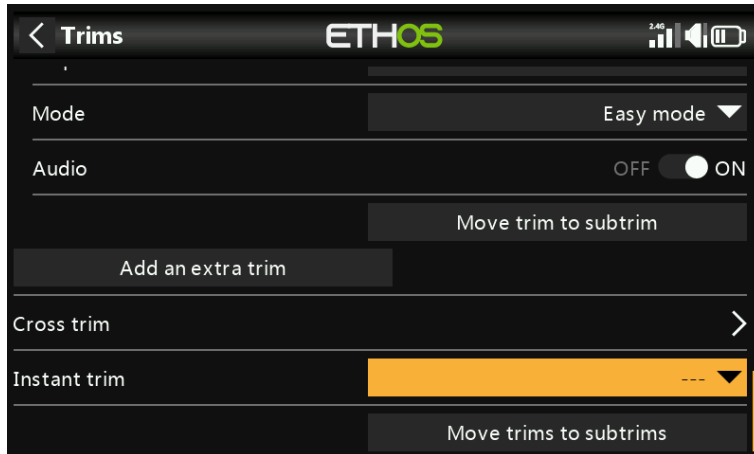 Trims
ETHOS
2.4G
Mode
Easy mode
Audio
OFF ON
Move trim to subtrim
Add an extra trim
Cross trim
Instant trim
---
Move trims to subtrims